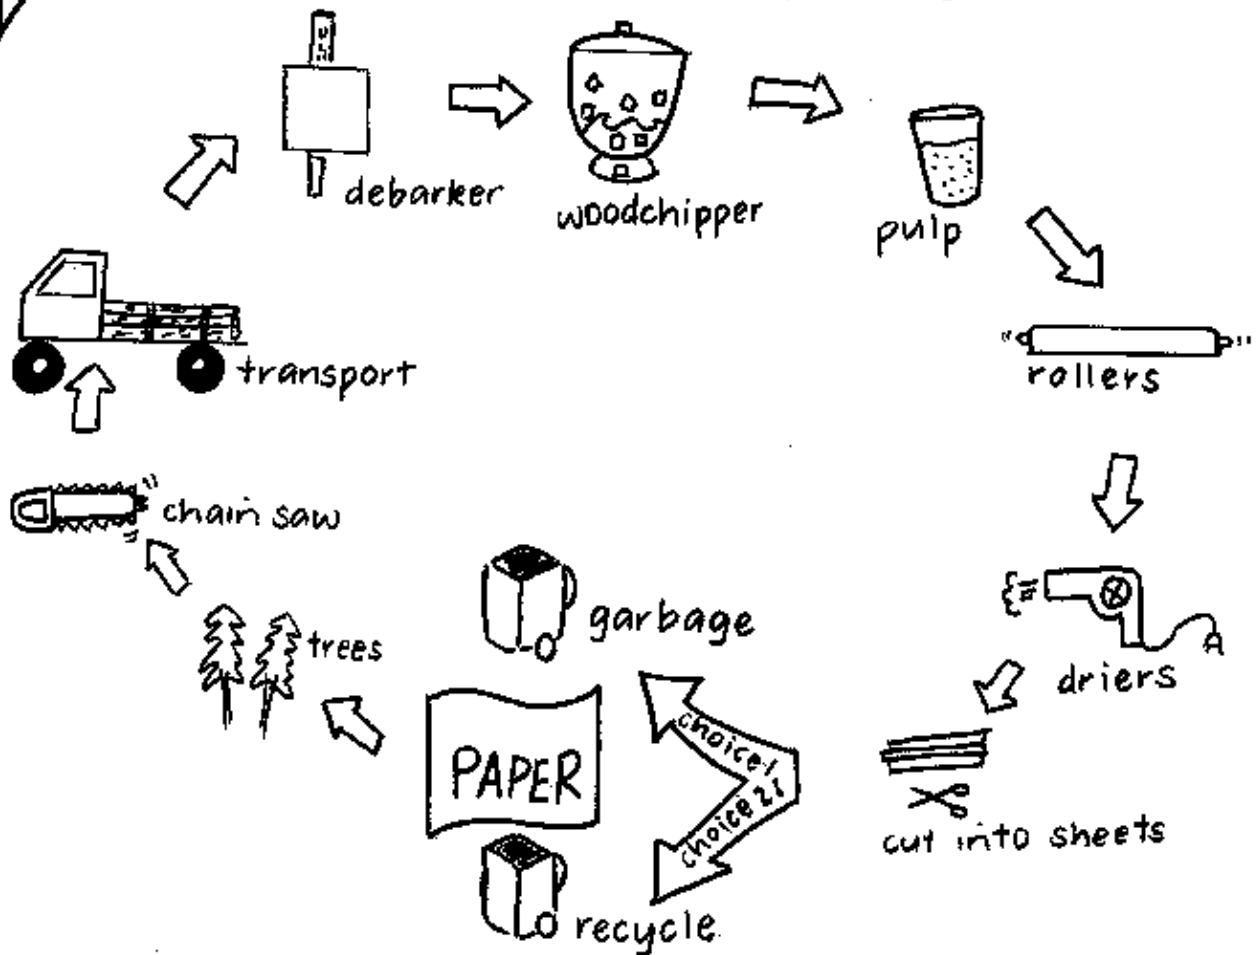 debarker
woodchipper
pulp
transport
rollers
chain saw
garbage
trees
driers
choice 1
PAPER
choice 2
cut into sheets
recycle